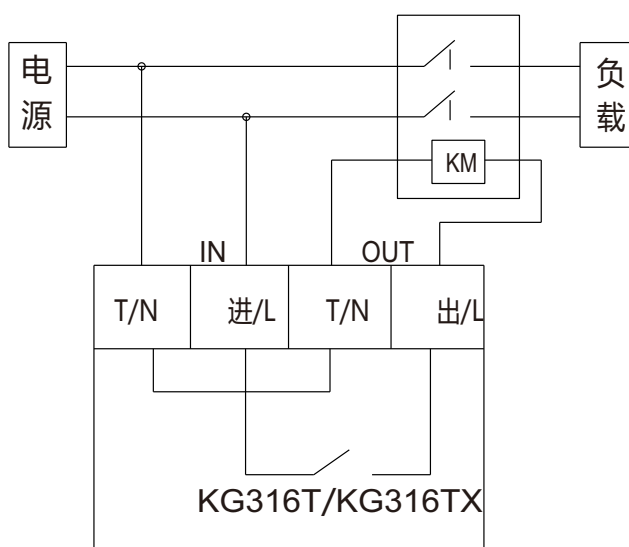 电
源
负
载
KM
IN
OUT
T/N
进/L
T/N
出/L
KG316T/KG316TX